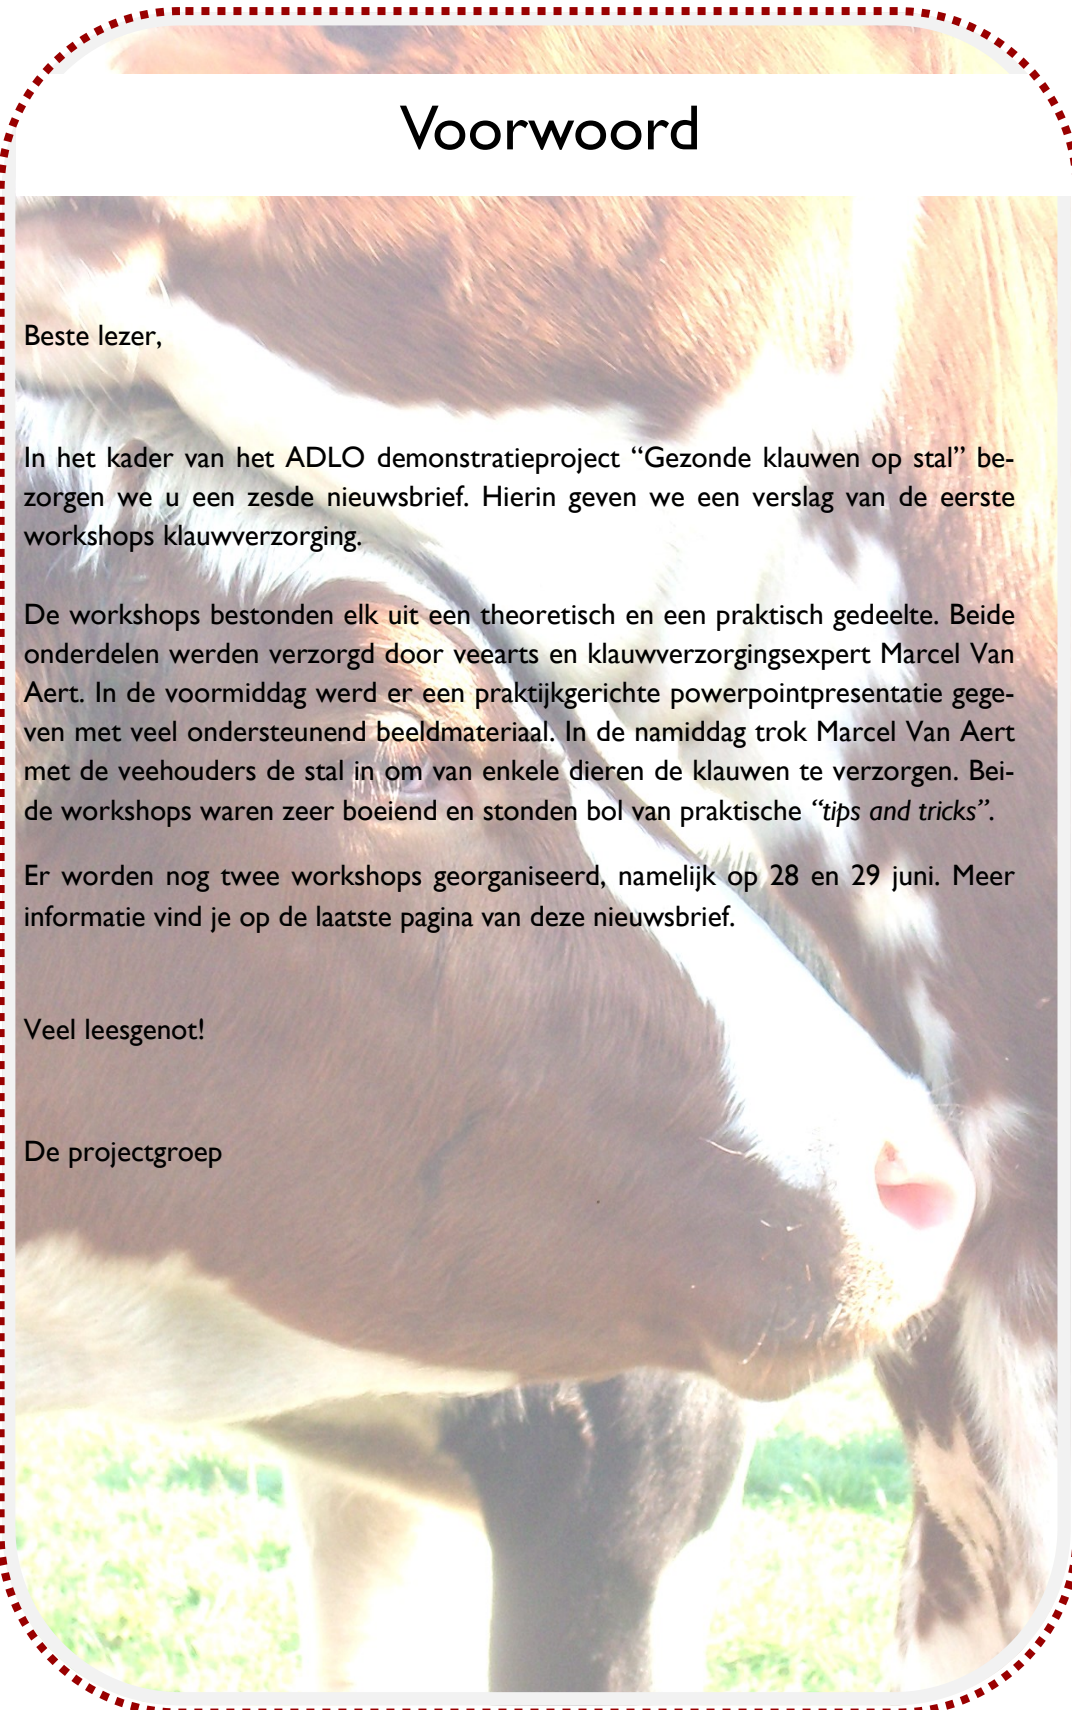 Voorwoord
Beste lezer,
In het kader van het ADLO demonstratieproject “Gezonde klauwen op stal” be-
zorgen we u een zesde nieuwsbrief. Hierin geven we een verslag van de eerste
workshops klauwverzorging.
De workshops bestonden elk uit een theoretisch en een praktisch gedeelte. Beide
onderdelen werden verzorgd door veearts en klauwverzorgingsexpert Marcel Van
Aert. In de voormiddag werd er een praktijkgerichte powerpointpresentatie gege-
ven met veel ondersteunend beeldmateriaal. In de namiddag trok Marcel Van Aert
met de veehouders de stal in om van enkele dieren de klauwen te verzorgen. Bei-
de workshops waren zeer boeiend en stonden bol van praktische “tips and tricks”.
Er worden nog twee workshops georganiseerd, namelijk op 28 en 29 juni. Meer
informatie vind je op de laatste pagina van deze nieuwsbrief.
Veel leesgenot!
De projectgroep